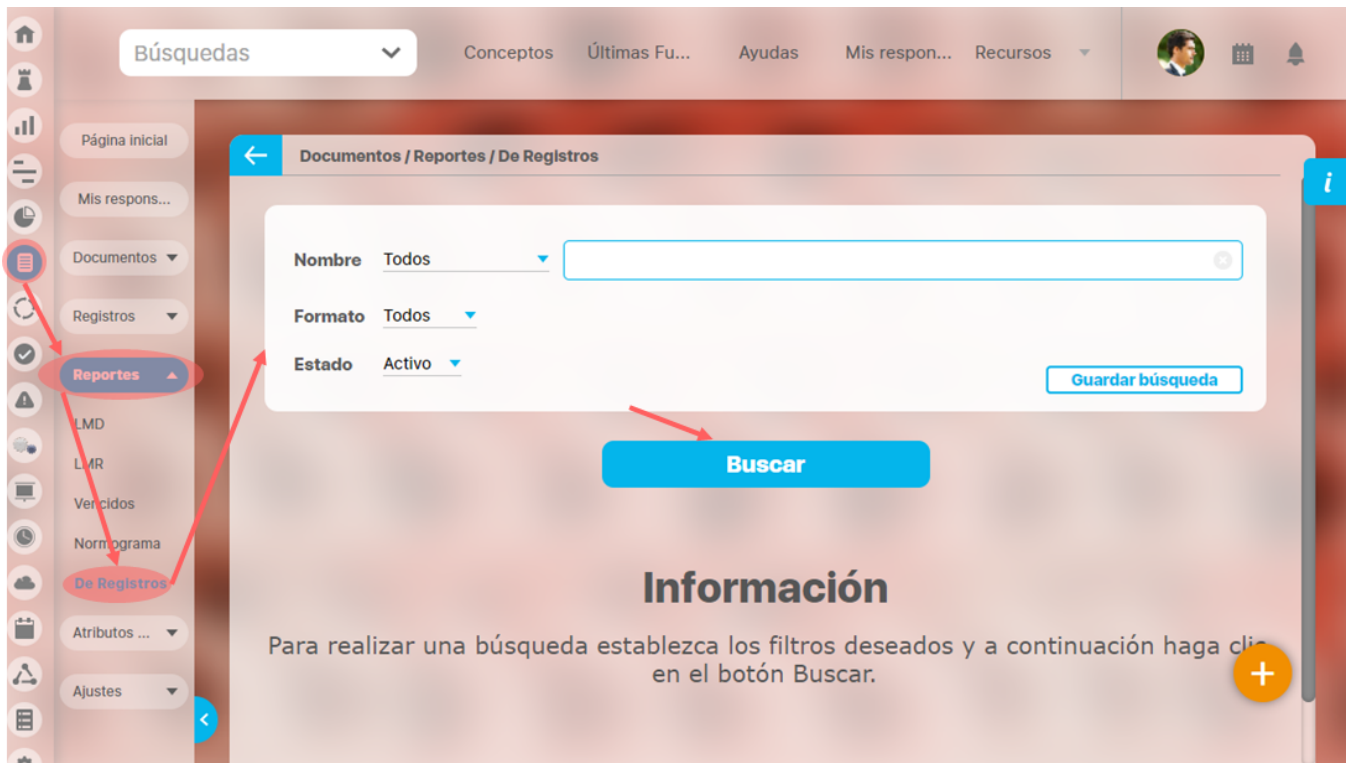 Búsquedas
Conceptos
Últimas Fu...
Ayudas
Mis respon...
Recursos
Página inicial
Mis respons...
Documentos
Registros
Reportes
LMD
LMR
Vencidos
Normograma
De Registros
Atributos ...
Ajustes
Documentos / Reportes / De Registros
i
Nombre Todos
Formato Todos
Estado Activo
Guardar búsqueda
Buscar
Información
Para realizar una búsqueda establezca los filtros deseados y a continuación haga clic
en el botón Buscar.
+